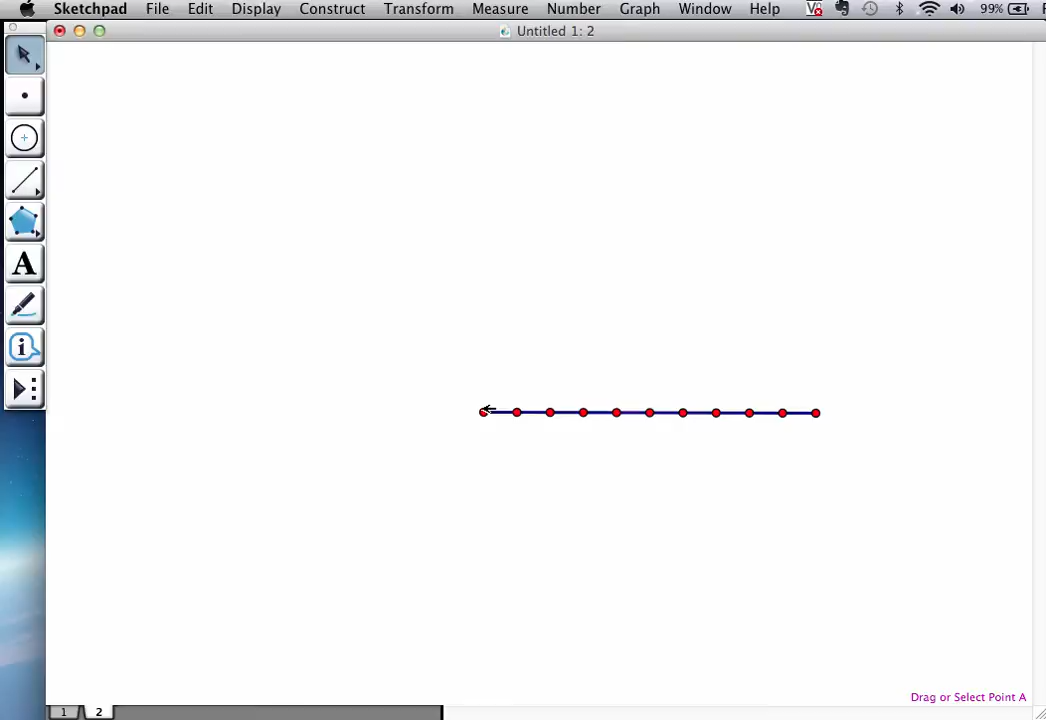 Sketchpad File Edit Display Construct Transform Measure Number Graph Window Help 99%
Untitled 1: 2
A
i
Drag or Select Point A
1 2